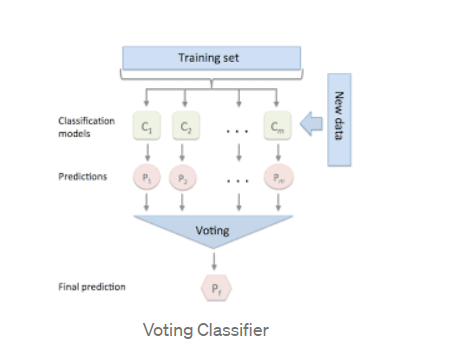 Training set
Classification
models
C1 C2 ... Cm
New data
Predictions
P1 P2 ... Pm
Voting
Final prediction
Pf
Voting Classifier